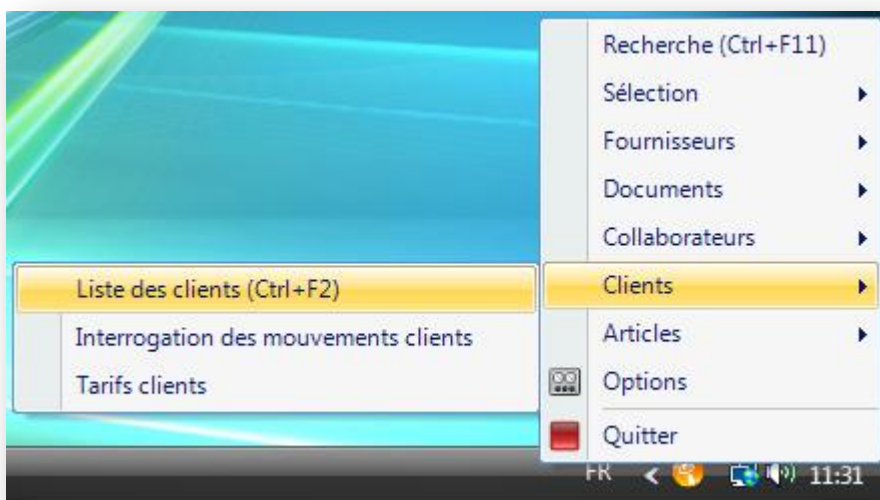 Recherche (Ctrl+F11)
Sélection
Fournisseurs
Documents
Collaborateurs
Clients
Liste des clients (Ctrl+F2)
Interrogation des mouvements clients
Tarifs clients
Articles
Options
Quitter
FR
11:31